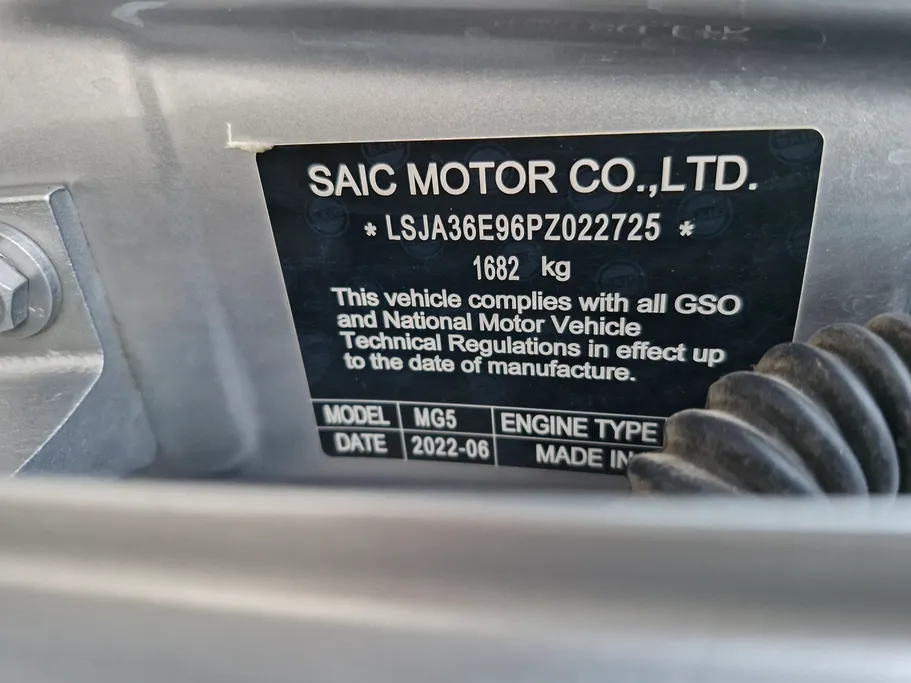 SAIC MOTOR CO.,LTD.
* LSJA36E96PZ022725 *
1682 kg
This vehicle complies with all GSO
and National Motor Vehicle
Technical Regulations in effect up
to the date of manufacture.
MODEL MG5 ENGINE TYPE
DATE 2022-06 MADE IN